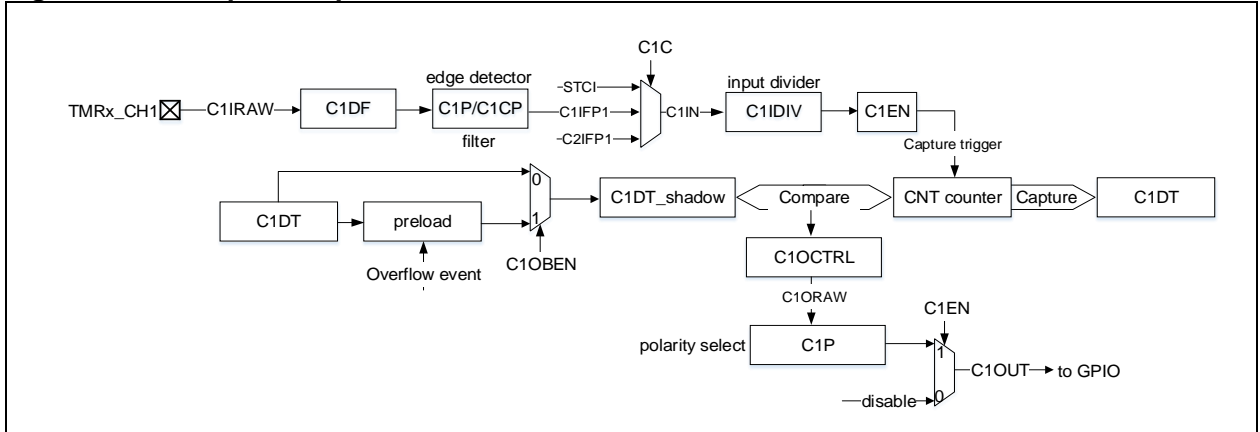 C1C
edge detector
input divider
STCI
TMRx_CH1
C1IRAW
C1DF
C1P/C1CP
C1IFP1
C1IN
C1IDIV
C1EN
filter
C2IFP1
Capture trigger
0
C1DT
preload
1
C1DT_shadow
Compare
CNT counter
Capture
C1DT
C1OBEN
Overflow event
C1OCTRL
C1ORAW
C1EN
polarity select
C1P
1
C1OUT
to GPIO
disable
0